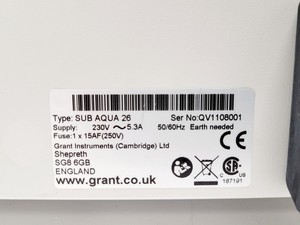 Type: SUB AQUA 26 Ser No:QV1108001
Supply: 230V ~ 5.3A 50/60Hz Earth needed
Fuse:1 x 15AF(250V)
Grant Instruments (Cambridge) Ltd
Shepreth
SG8 6GB
ENGLAND
www.grant.co.uk
C US
187191